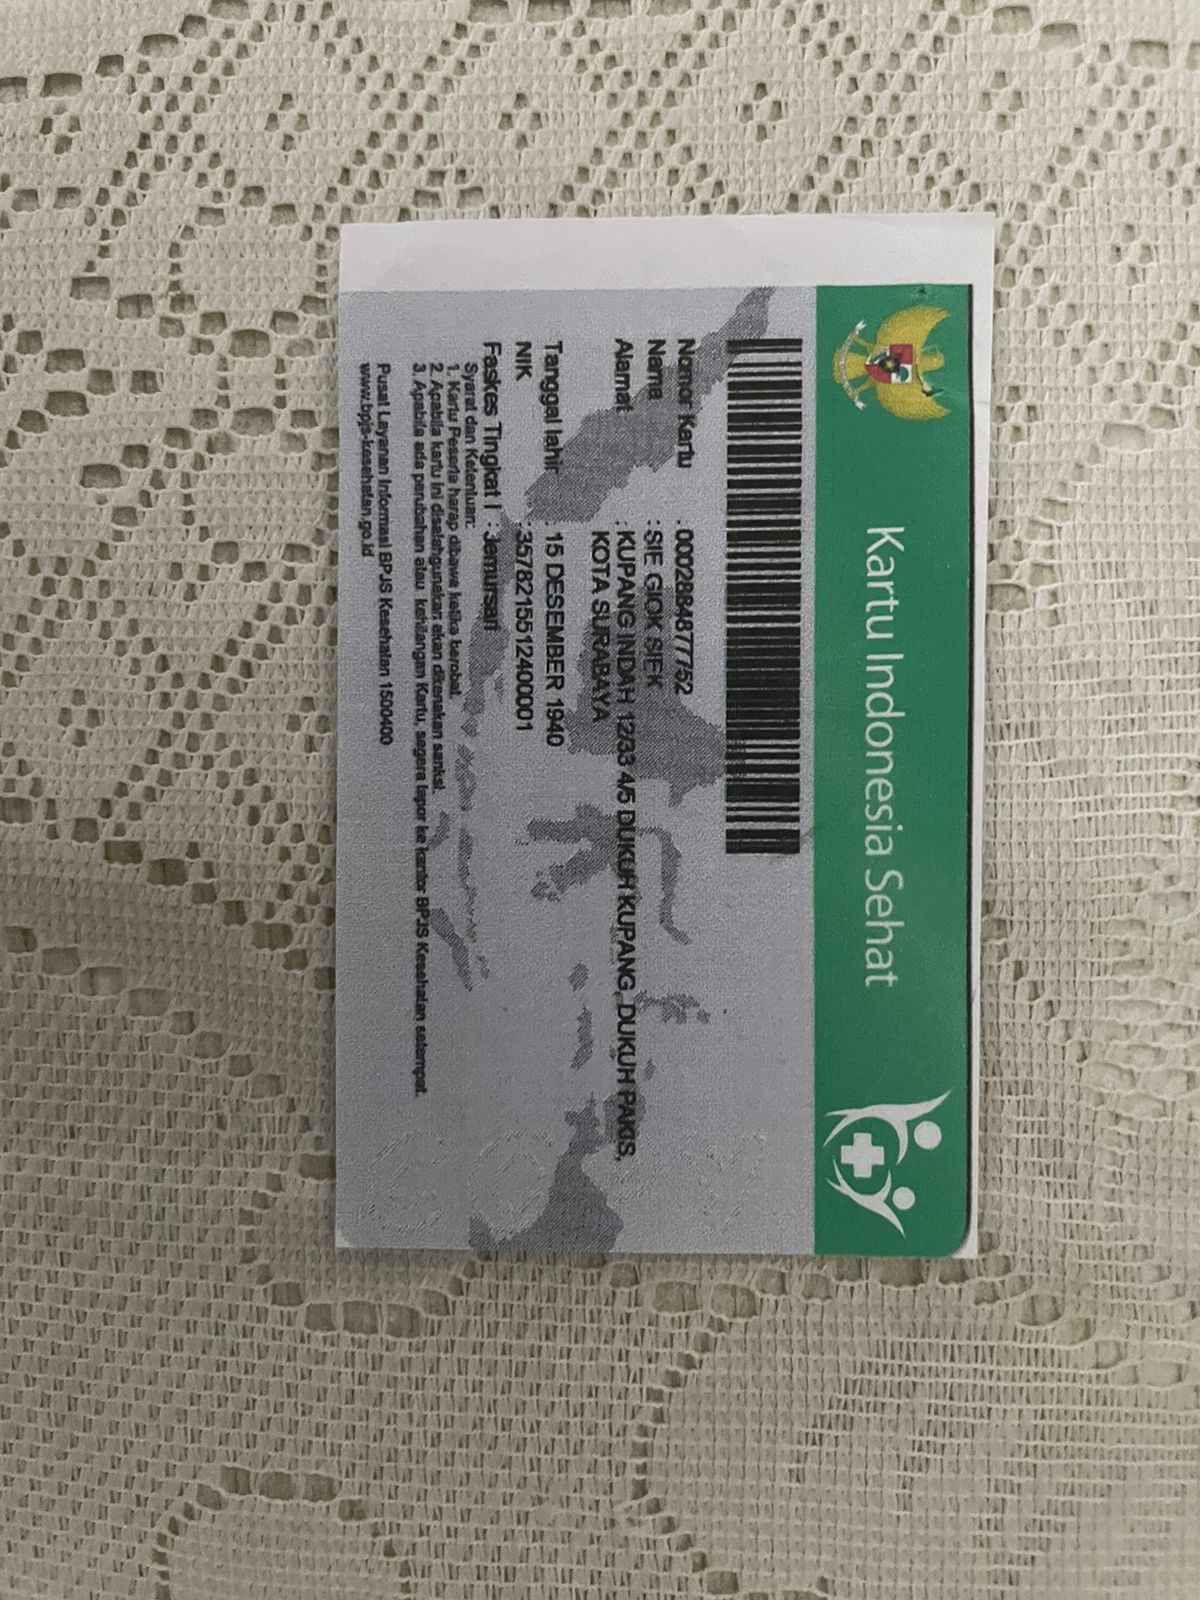 Kartu Indonesia Sehat
Nomor Kartu : 0002884877752
Nama : SIE GIOK SIEK
Alamat : KUPANG INDAH 12/33 4/5 DUKUH KUPANG, DUKUH PAKIS,
KOTA SURABAYA
Tanggal lahir : 15 DESEMBER 1940
NIK : 3578215512400001
Faskes Tingkat I : Jemursari
Syarat dan Ketentuan:
1. Kartu Peserta harap dibawa ketika berobat.
2. Apabila kartu ini disalahgunakan akan dikenakan sanksi.
3. Apabila ada perubahan atau kehilangan Kartu, segera lapor ke kantor BPJS Kesehatan setempat.
Pusat Layanan Informasi BPJS Kesehatan 1500400
www.bpjs-kesehatan.go.id